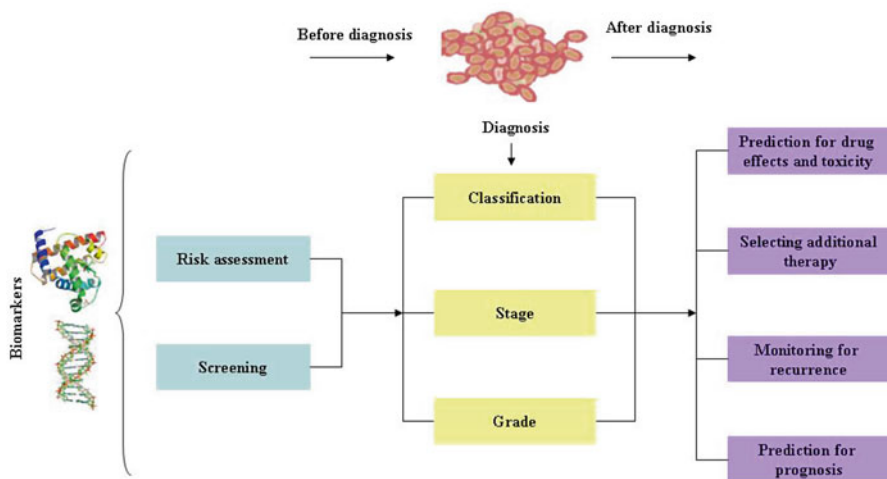 Before diagnosis
After diagnosis
Diagnosis
Biomarkers
Risk assessment
Screening
Classification
Stage
Grade
Prediction for drug
effects and toxicity
Selecting additional
therapy
Monitoring for
recurrence
Prediction for
prognosis